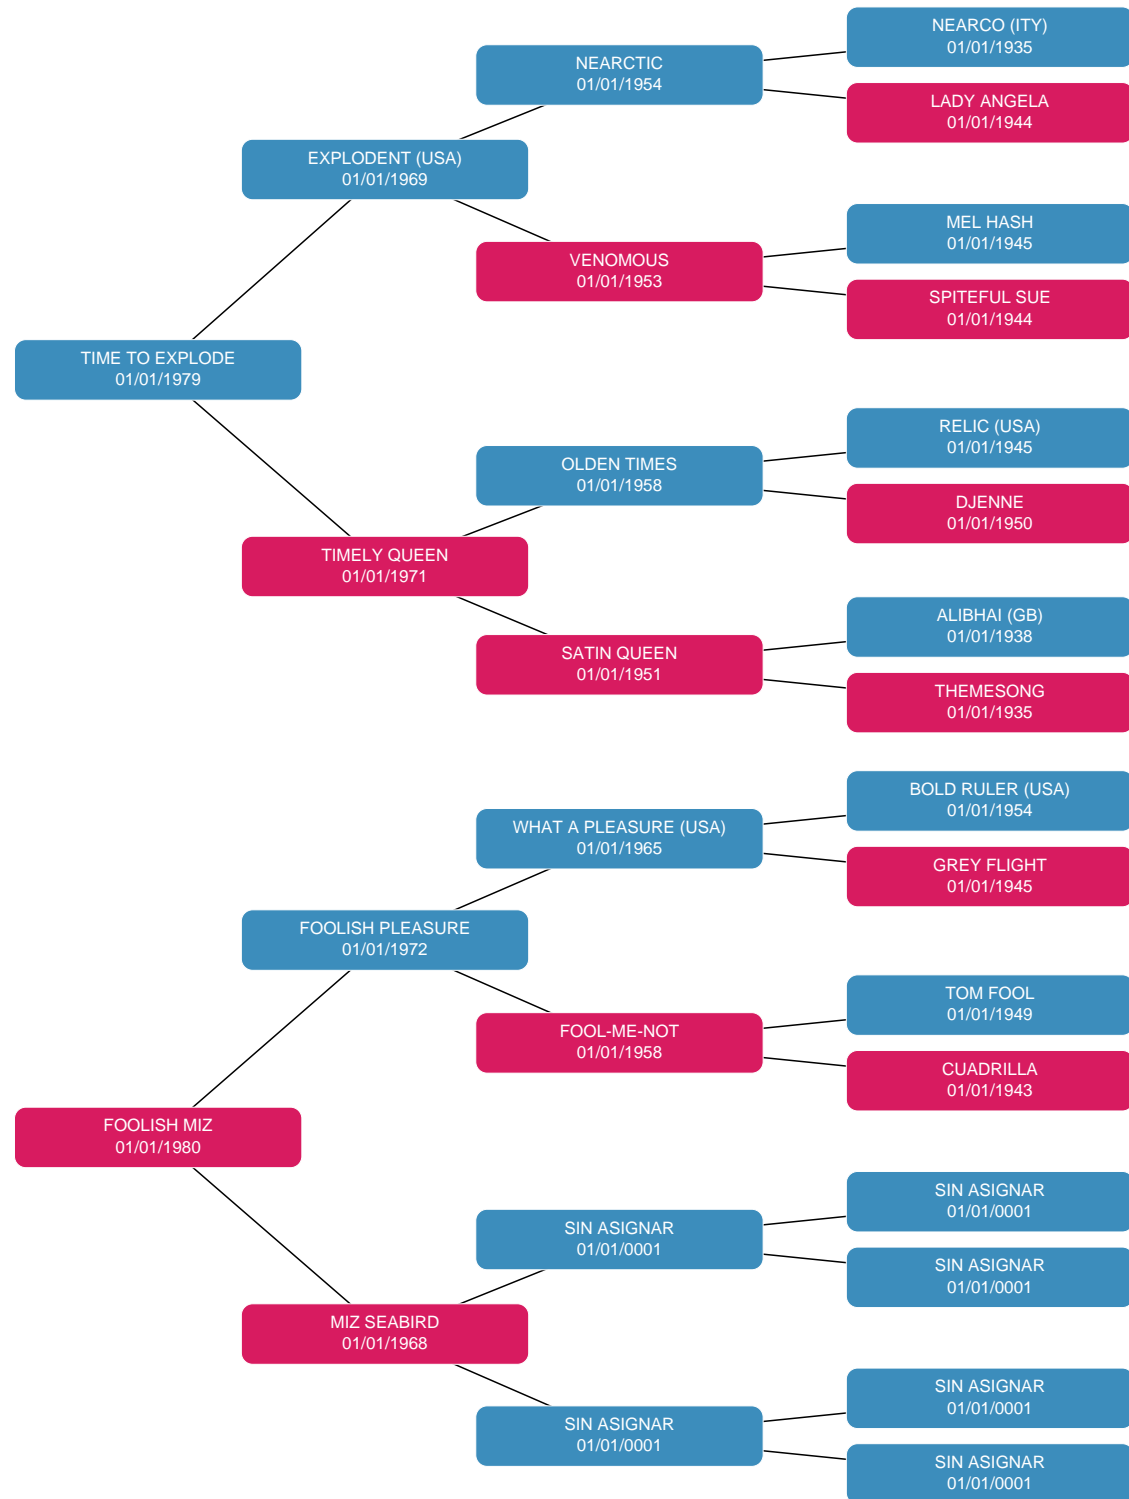 NEARCO (ITY)
01/01/1935
NEARCTIC
01/01/1954
LADY ANGELA
01/01/1944
EXPLODENT (USA)
01/01/1969
MEL HASH
01/01/1945
VENOMOUS
01/01/1953
SPITEFUL SUE
01/01/1944
TIME TO EXPLODE
01/01/1979
RELIC (USA)
01/01/1945
OLDEN TIMES
01/01/1958
DJENNE
01/01/1950
TIMELY QUEEN
01/01/1971
ALIBHAI (GB)
01/01/1938
SATIN QUEEN
01/01/1951
THEMESONG
01/01/1935
BOLD RULER (USA)
01/01/1954
WHAT A PLEASURE (USA)
01/01/1965
GREY FLIGHT
01/01/1945
FOOLISH PLEASURE
01/01/1972
TOM FOOL
01/01/1949
FOOL-ME-NOT
01/01/1958
CUADRILLA
01/01/1943
FOOLISH MIZ
01/01/1980
SIN ASIGNAR
01/01/0001
SIN ASIGNAR
01/01/0001
SIN ASIGNAR
01/01/0001
MIZ SEABIRD
01/01/1968
SIN ASIGNAR
01/01/0001
SIN ASIGNAR
01/01/0001
SIN ASIGNAR
01/01/0001